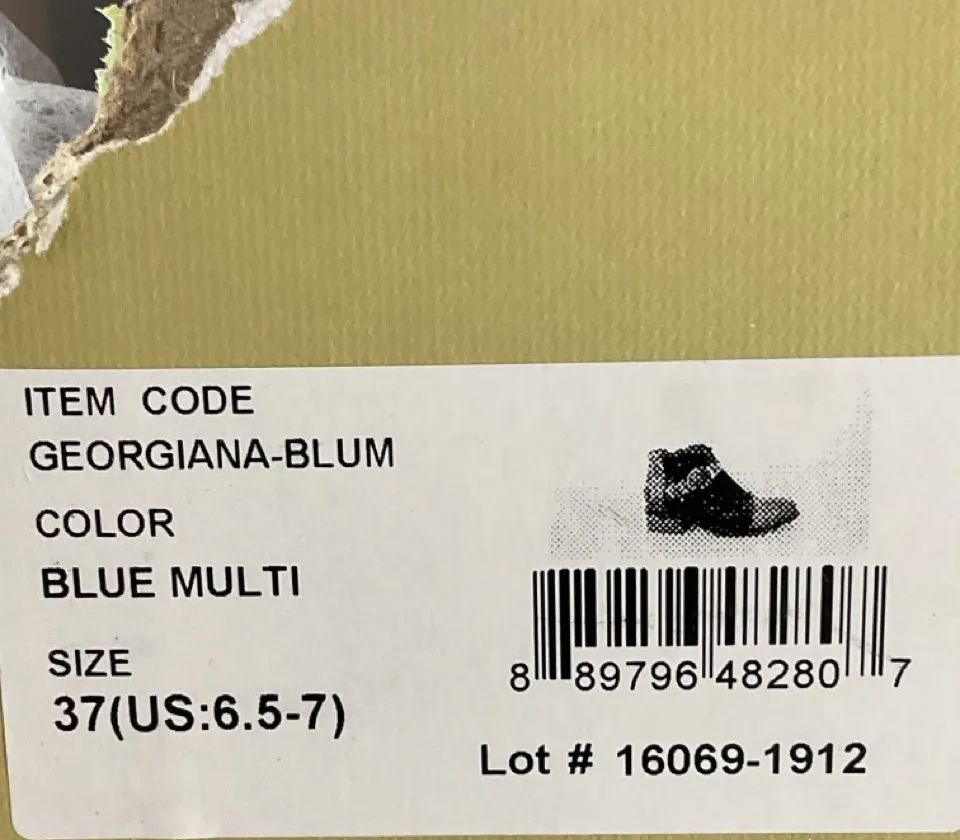 ITEM CODE
GEORGIANA-BLUM
COLOR
BLUE MULTI
SIZE
37(US:6.5-7)
8 89796 48280 7
Lot # 16069-1912